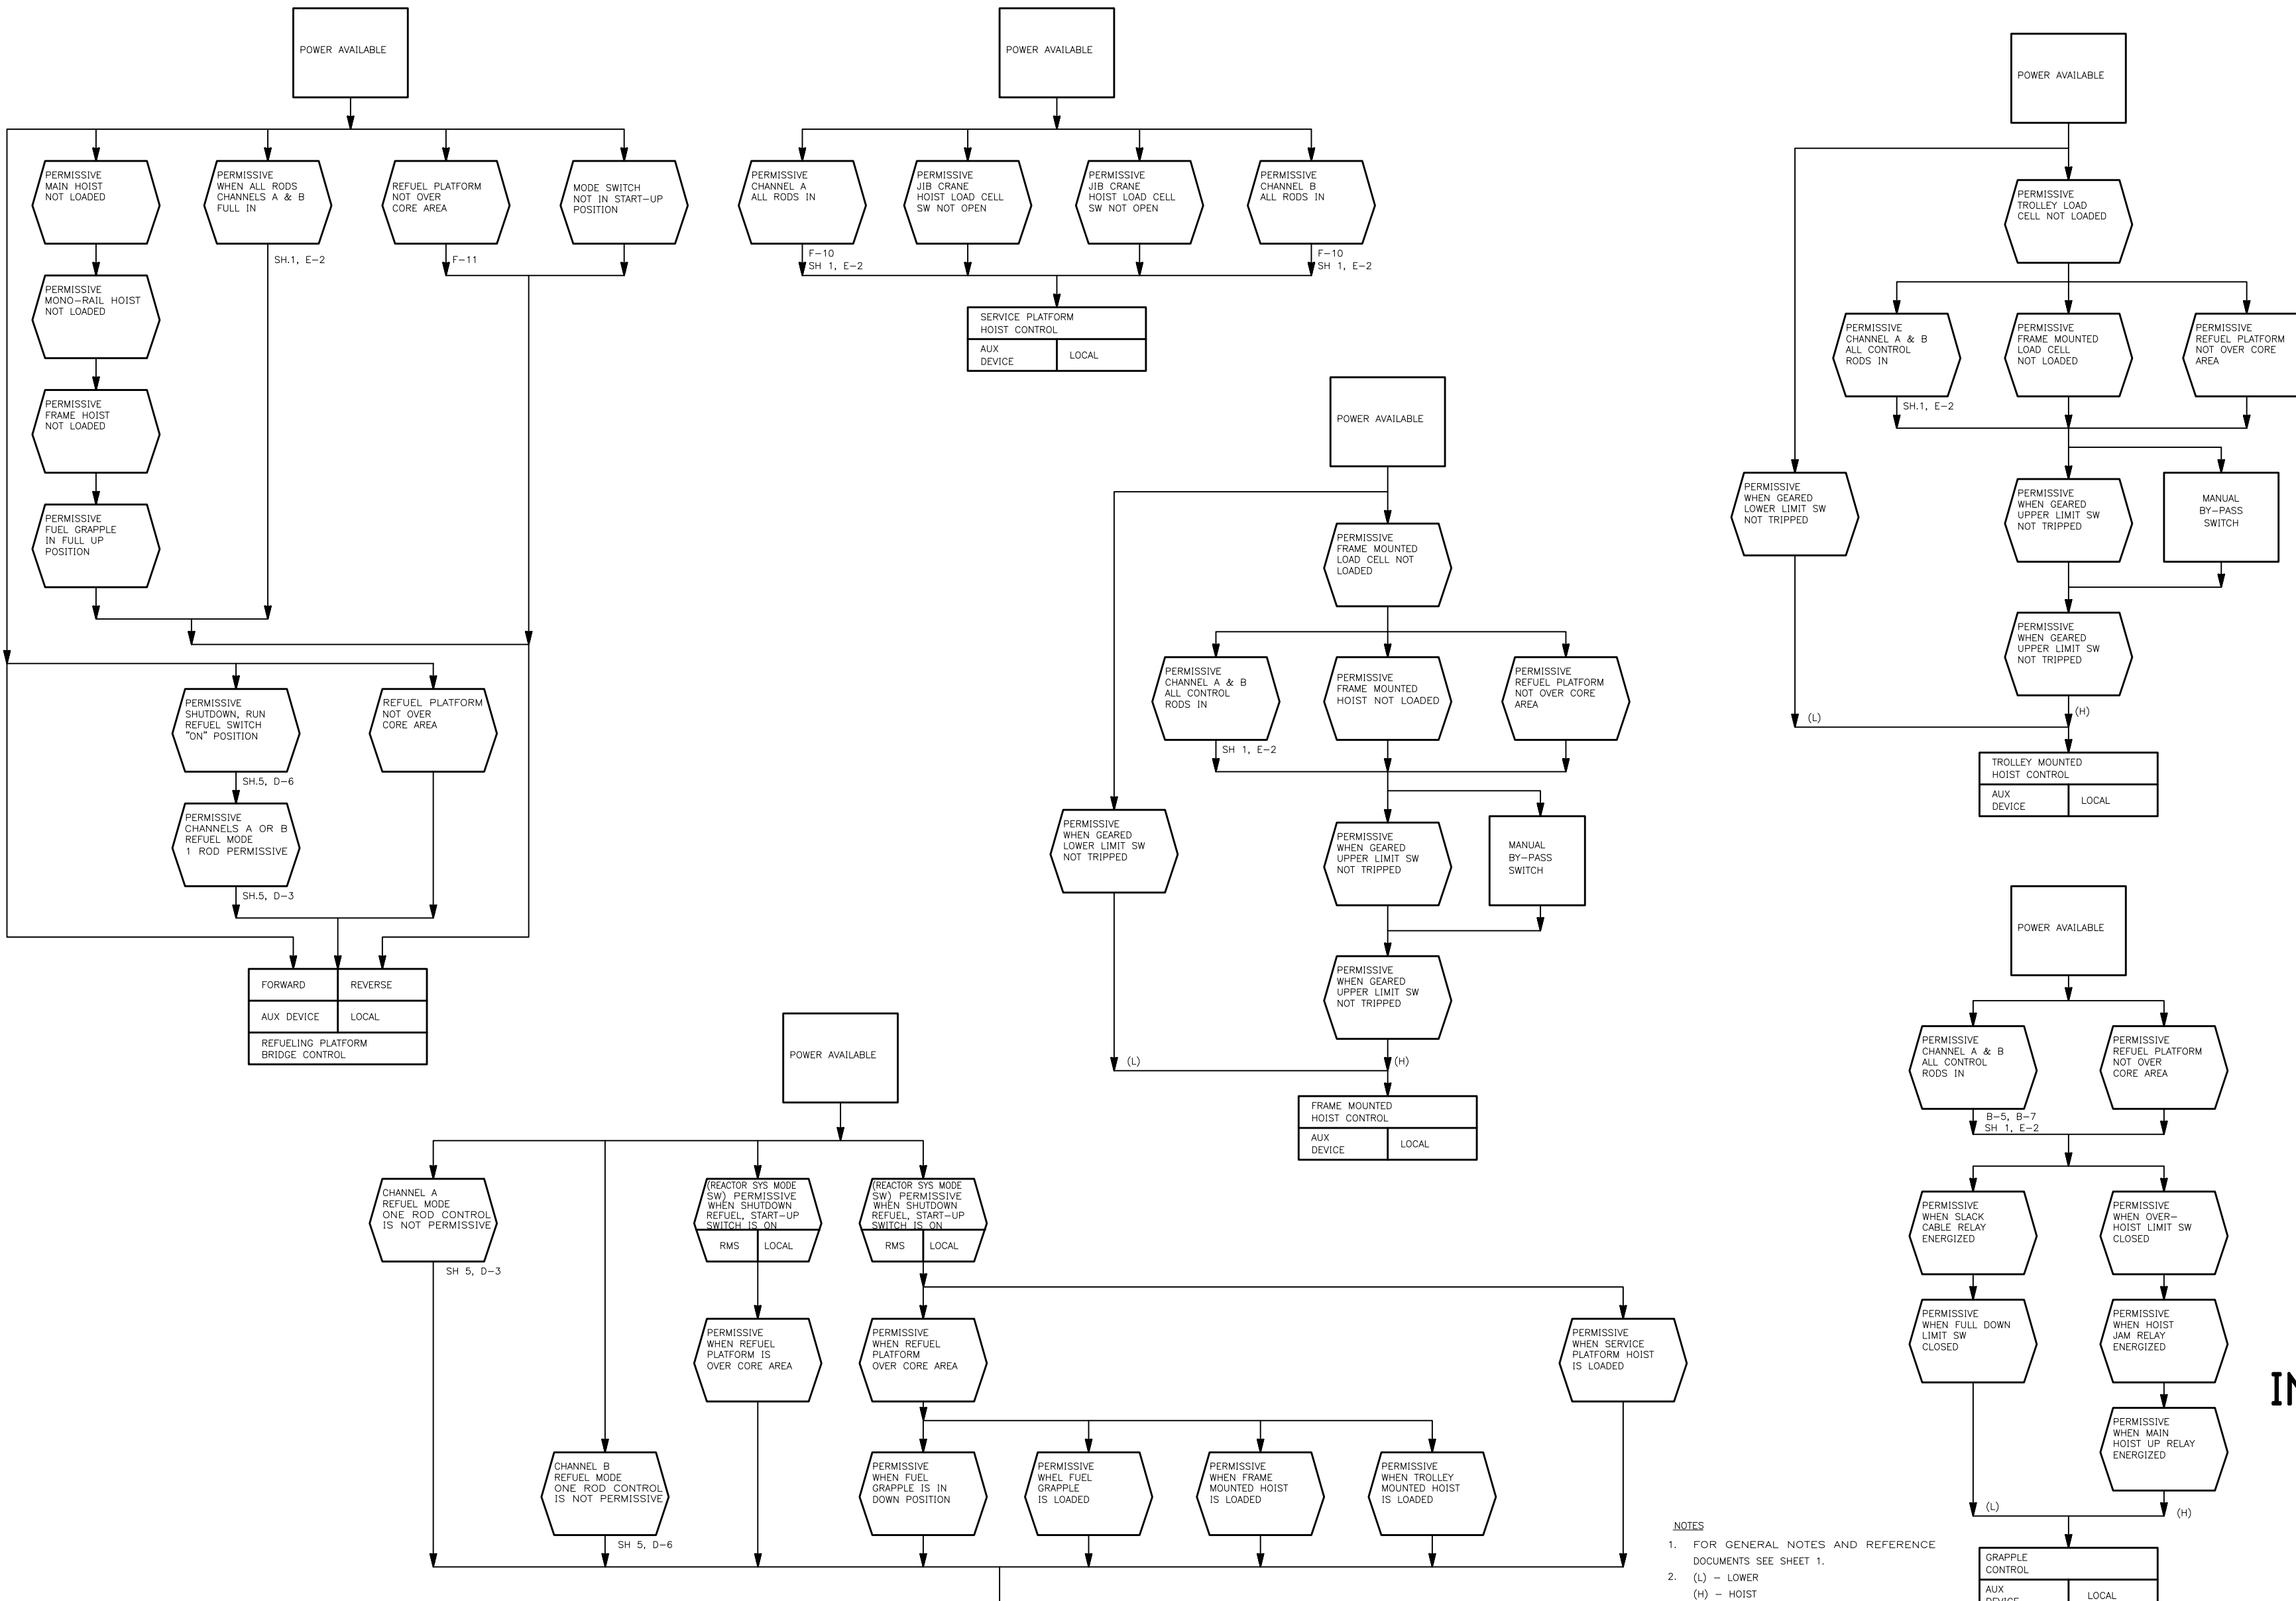 POWER AVAILABLE
PERMISSIVE
MAIN HOIST
NOT LOADED
PERMISSIVE
WHEN ALL RODS
CHANNELS A & B
FULL IN
REFUEL PLATFORM
NOT OVER
CORE AREA
MODE SWITCH
NOT IN START-UP
POSITION
SH.1, E-2
F-11
PERMISSIVE
MONO-RAIL HOIST
NOT LOADED
PERMISSIVE
FRAME HOIST
NOT LOADED
PERMISSIVE
FUEL GRAPPLE
IN FULL UP
POSITION
PERMISSIVE
SHUTDOWN, RUN
REFUEL SWITCH
"ON" POSITION
REFUEL PLATFORM
NOT OVER
CORE AREA
SH.5, D-6
PERMISSIVE
CHANNELS A OR B
REFUEL MODE
1 ROD PERMISSIVE
SH.5, D-3
FORWARD
REVERSE
AUX DEVICE
LOCAL
REFUELING PLATFORM
BRIDGE CONTROL
POWER AVAILABLE
PERMISSIVE
CHANNEL A
ALL RODS IN
PERMISSIVE
JIB CRANE
HOIST LOAD CELL
SW NOT OPEN
PERMISSIVE
JIB CRANE
HOIST LOAD CELL
SW NOT OPEN
PERMISSIVE
CHANNEL B
ALL RODS IN
F-10
SH 1, E-2
F-10
SH 1, E-2
SERVICE PLATFORM
HOIST CONTROL
AUX
DEVICE
LOCAL
POWER AVAILABLE
PERMISSIVE
FRAME MOUNTED
LOAD CELL NOT
LOADED
PERMISSIVE
CHANNEL A & B
ALL CONTROL
RODS IN
PERMISSIVE
FRAME MOUNTED
HOIST NOT LOADED
PERMISSIVE
REFUEL PLATFORM
NOT OVER CORE
AREA
SH 1, E-2
PERMISSIVE
WHEN GEARED
LOWER LIMIT SW
NOT TRIPPED
PERMISSIVE
WHEN GEARED
UPPER LIMIT SW
NOT TRIPPED
MANUAL
BY-PASS
SWITCH
PERMISSIVE
WHEN GEARED
UPPER LIMIT SW
NOT TRIPPED
(L)
(H)
FRAME MOUNTED
HOIST CONTROL
AUX
DEVICE
LOCAL
POWER AVAILABLE
PERMISSIVE
TROLLEY LOAD
CELL NOT LOADED
PERMISSIVE
CHANNEL A & B
ALL CONTROL
RODS IN
PERMISSIVE
FRAME MOUNTED
LOAD CELL
NOT LOADED
PERMISSIVE
REFUEL PLATFORM
NOT OVER CORE
AREA
SH.1, E-2
PERMISSIVE
WHEN GEARED
LOWER LIMIT SW
NOT TRIPPED
PERMISSIVE
WHEN GEARED
UPPER LIMIT SW
NOT TRIPPED
MANUAL
BY-PASS
SWITCH
PERMISSIVE
WHEN GEARED
UPPER LIMIT SW
NOT TRIPPED
(L)
(H)
TROLLEY MOUNTED
HOIST CONTROL
AUX
DEVICE
LOCAL
POWER AVAILABLE
CHANNEL A
REFUEL MODE
ONE ROD CONTROL
IS NOT PERMISSIVE
SH 5, D-3
(REACTOR SYS MODE
SW) PERMISSIVE
WHEN SHUTDOWN
REFUEL, START-UP
SWITCH IS ON
RMS
LOCAL
(REACTOR SYS MODE
SW) PERMISSIVE
WHEN SHUTDOWN
REFUEL, START-UP
SWITCH IS ON
RMS
LOCAL
PERMISSIVE
WHEN REFUEL
PLATFORM IS
OVER CORE AREA
PERMISSIVE
WHEN REFUEL
PLATFORM
OVER CORE AREA
PERMISSIVE
WHEN SERVICE
PLATFORM HOIST
IS LOADED
CHANNEL B
REFUEL MODE
ONE ROD CONTROL
IS NOT PERMISSIVE
SH 5, D-6
PERMISSIVE
WHEN FUEL
GRAPPLE IS IN
DOWN POSITION
PERMISSIVE
WHEL FUEL
GRAPPLE
IS LOADED
PERMISSIVE
WHEN FRAME
MOUNTED HOIST
IS LOADED
PERMISSIVE
WHEN TROLLEY
MOUNTED HOIST
IS LOADED
POWER AVAILABLE
PERMISSIVE
CHANNEL A & B
ALL CONTROL
RODS IN
PERMISSIVE
REFUEL PLATFORM
NOT OVER
CORE AREA
B-5, B-7
SH 1, E-2
PERMISSIVE
WHEN SLACK
CABLE RELAY
ENERGIZED
PERMISSIVE
WHEN OVER-
HOIST LIMIT SW
CLOSED
PERMISSIVE
WHEN FULL DOWN
LIMIT SW
CLOSED
PERMISSIVE
WHEN HOIST
JAM RELAY
ENERGIZED
PERMISSIVE
WHEN MAIN
HOIST UP RELAY
ENERGIZED
(L)
(H)
GRAPPLE
CONTROL
AUX
DEVICE
LOCAL
NOTES
1. FOR GENERAL NOTES AND REFERENCE
DOCUMENTS SEE SHEET 1.
2. (L) - LOWER
(H) - HOIST